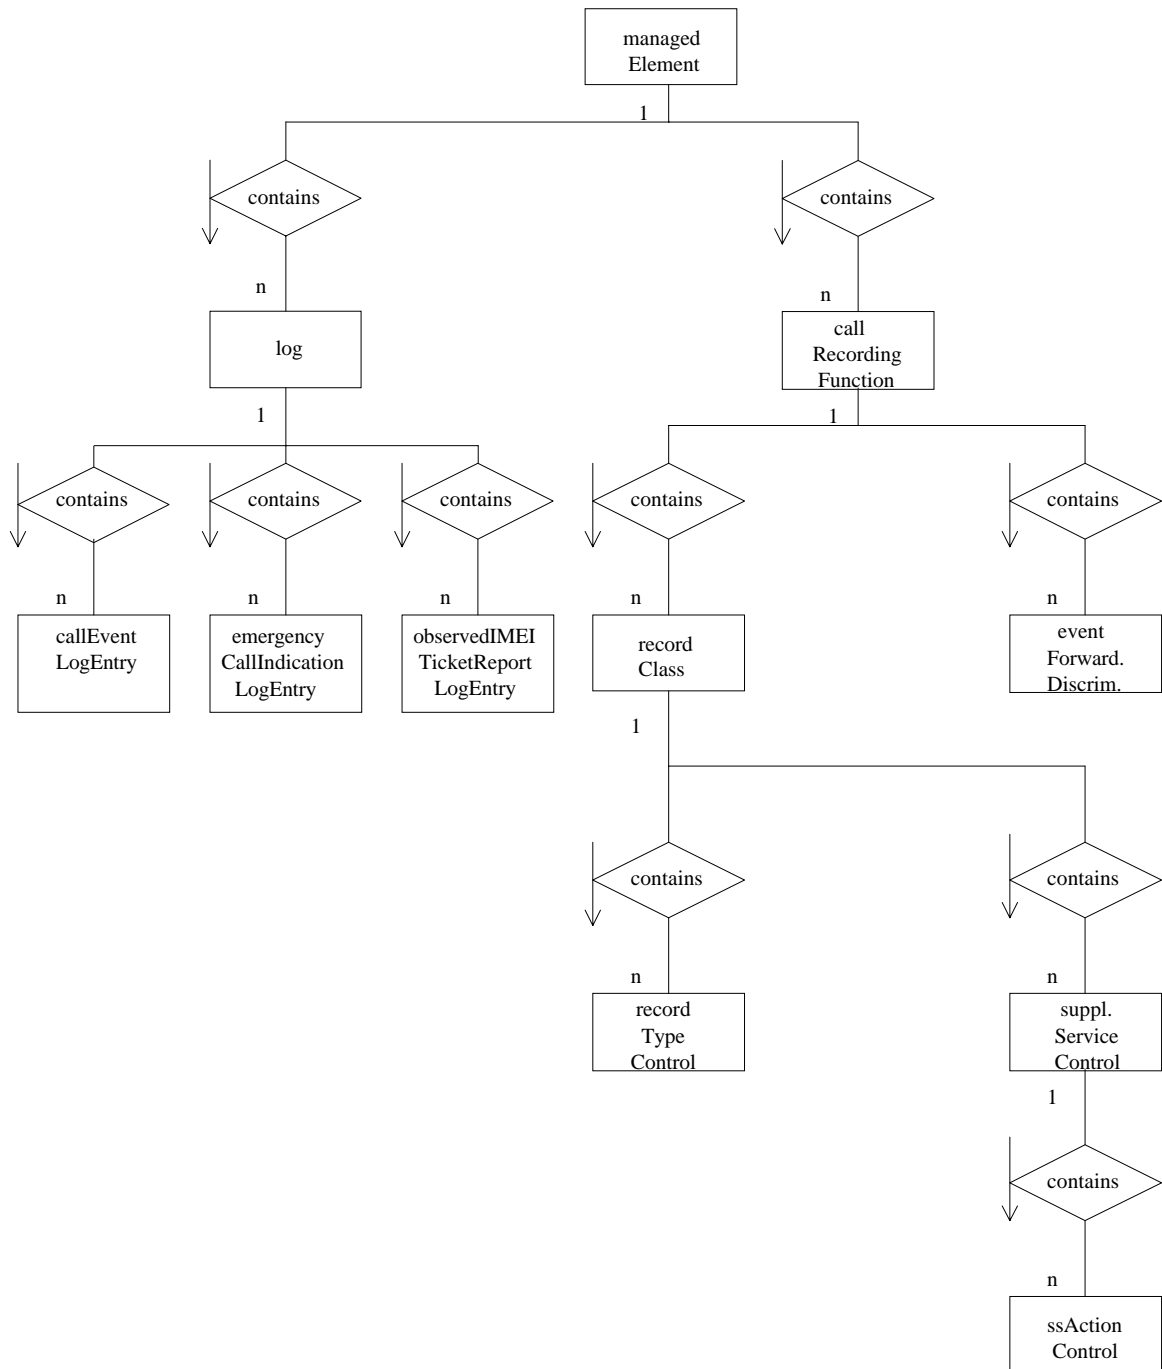 managed
Element
1
contains
contains
n
n
log
call
Recording
Function
1
1
contains
contains
contains
contains
contains
n
n
n
n
n
callEvent
LogEntry
emergency
CallIndication
LogEntry
observedIMEI
TicketReport
LogEntry
record
Class
event
Forward.
Discrim.
1
contains
contains
n
n
record
Type
Control
suppl.
Service
Control
1
contains
n
ssAction
Control